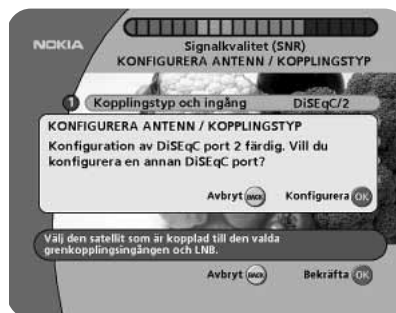 NOKIA
Signalkvalitet (SNR)
KONFIGURERA ANTENN / KOPPLINGSTYP
1 Kopplingstyp och ingång DiSEqC/2
KONFIGURERA ANTENN / KOPPLINGSTYP
Konfiguration av DiSEqC port 2 färdig. Vill du
konfigurera en annan DiSEqC port?
Avbryt BACK Konfigurera OK
Välj den satellit som är kopplad till den valda
grenkopplingsingången och LNB.
Avbryt BACK Bekräfta OK